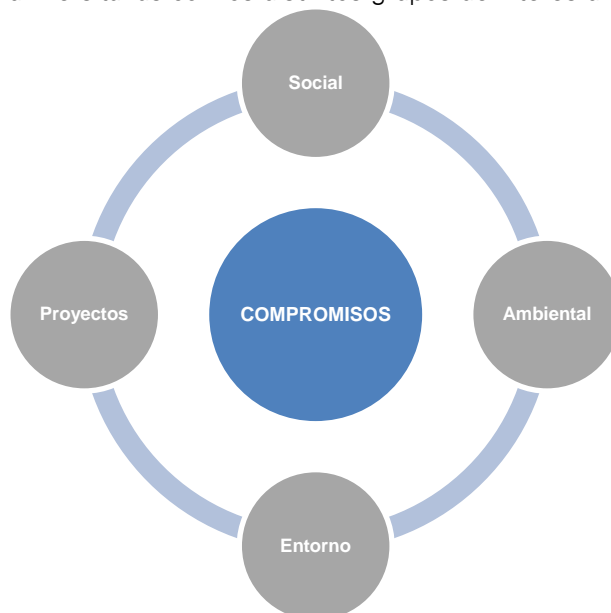 Social
Proyectos
COMPROMISOS
Ambiental
Entorno